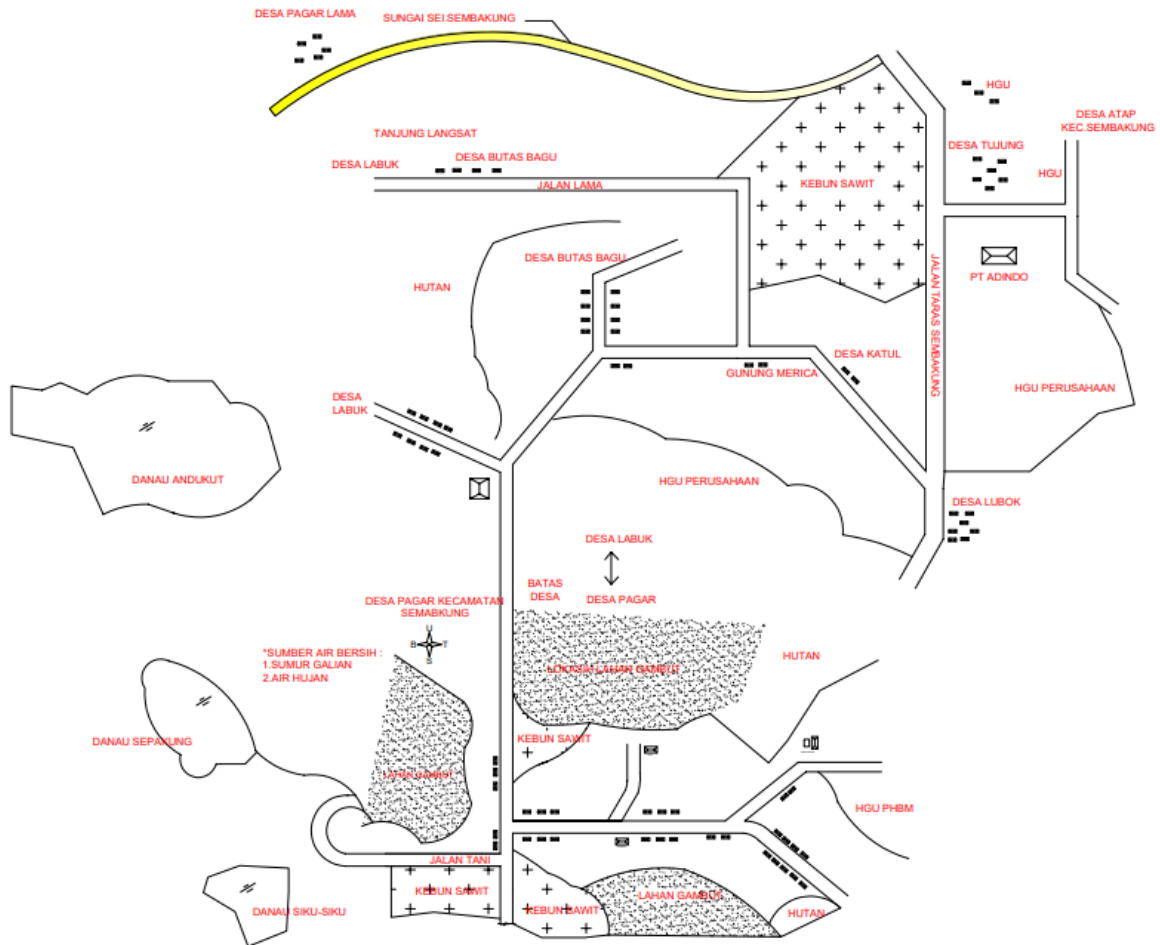 DESA PAGAR LAMA
SUNGAI SEI.SEMBAKUNG
HGU
DESA ATAP
KEC.SEMBAKUNG
TANJUNG LANGSAT
DESA LABUK
DESA BUTAS BAGU
DESA TUJUNG
HGU
JALAN LAMA
KEBUN SAWIT
DESA BUTAS BAGU
HUTAN
PT ADINDO
JALAN TARAS SEMBAKUNG
DESA KATUL
GUNUNG MERICA
HGU PERUSAHAAN
DESA
LABUK
DANAU ANDUKUT
HGU PERUSAHAAN
DESA LUBOK
DESA LABUK
BATAS
DESA
DESA PAGAR
DESA PAGAR KECAMATAN
SEMABKUNG
U
B
T
S
*SUMBER AIR BERSIH :
1.SUMUR GALIAN
2.AIR HUJAN
LOKASAI LAHAN GAMBUT
HUTAN
DANAU SEPAKUNG
KEBUN SAWIT
LAHAN GAMBUT
HGU PHBM
JALAN TANI
KEBUN SAWIT
LAHAN GAMBUT
DANAU SIKU-SIKU
KEBUN SAWIT
HUTAN